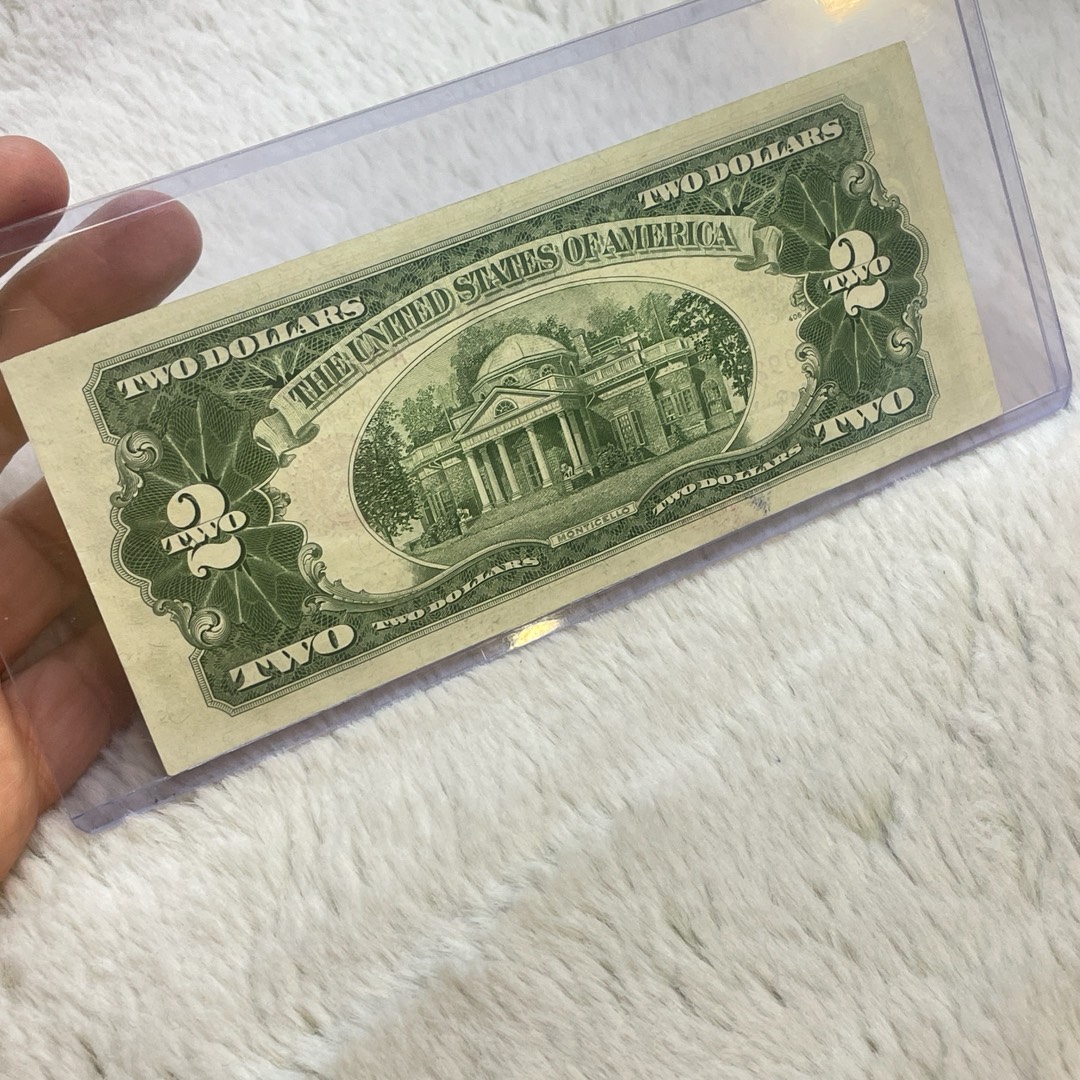 TWO DOLLARS
TWO DOLLARS
THE UNITED STATES OF AMERICA
2
TWO
2
TWO
MONTICELLO
TWO
TWO DOLLARS
TWO DOLLARS
TWO